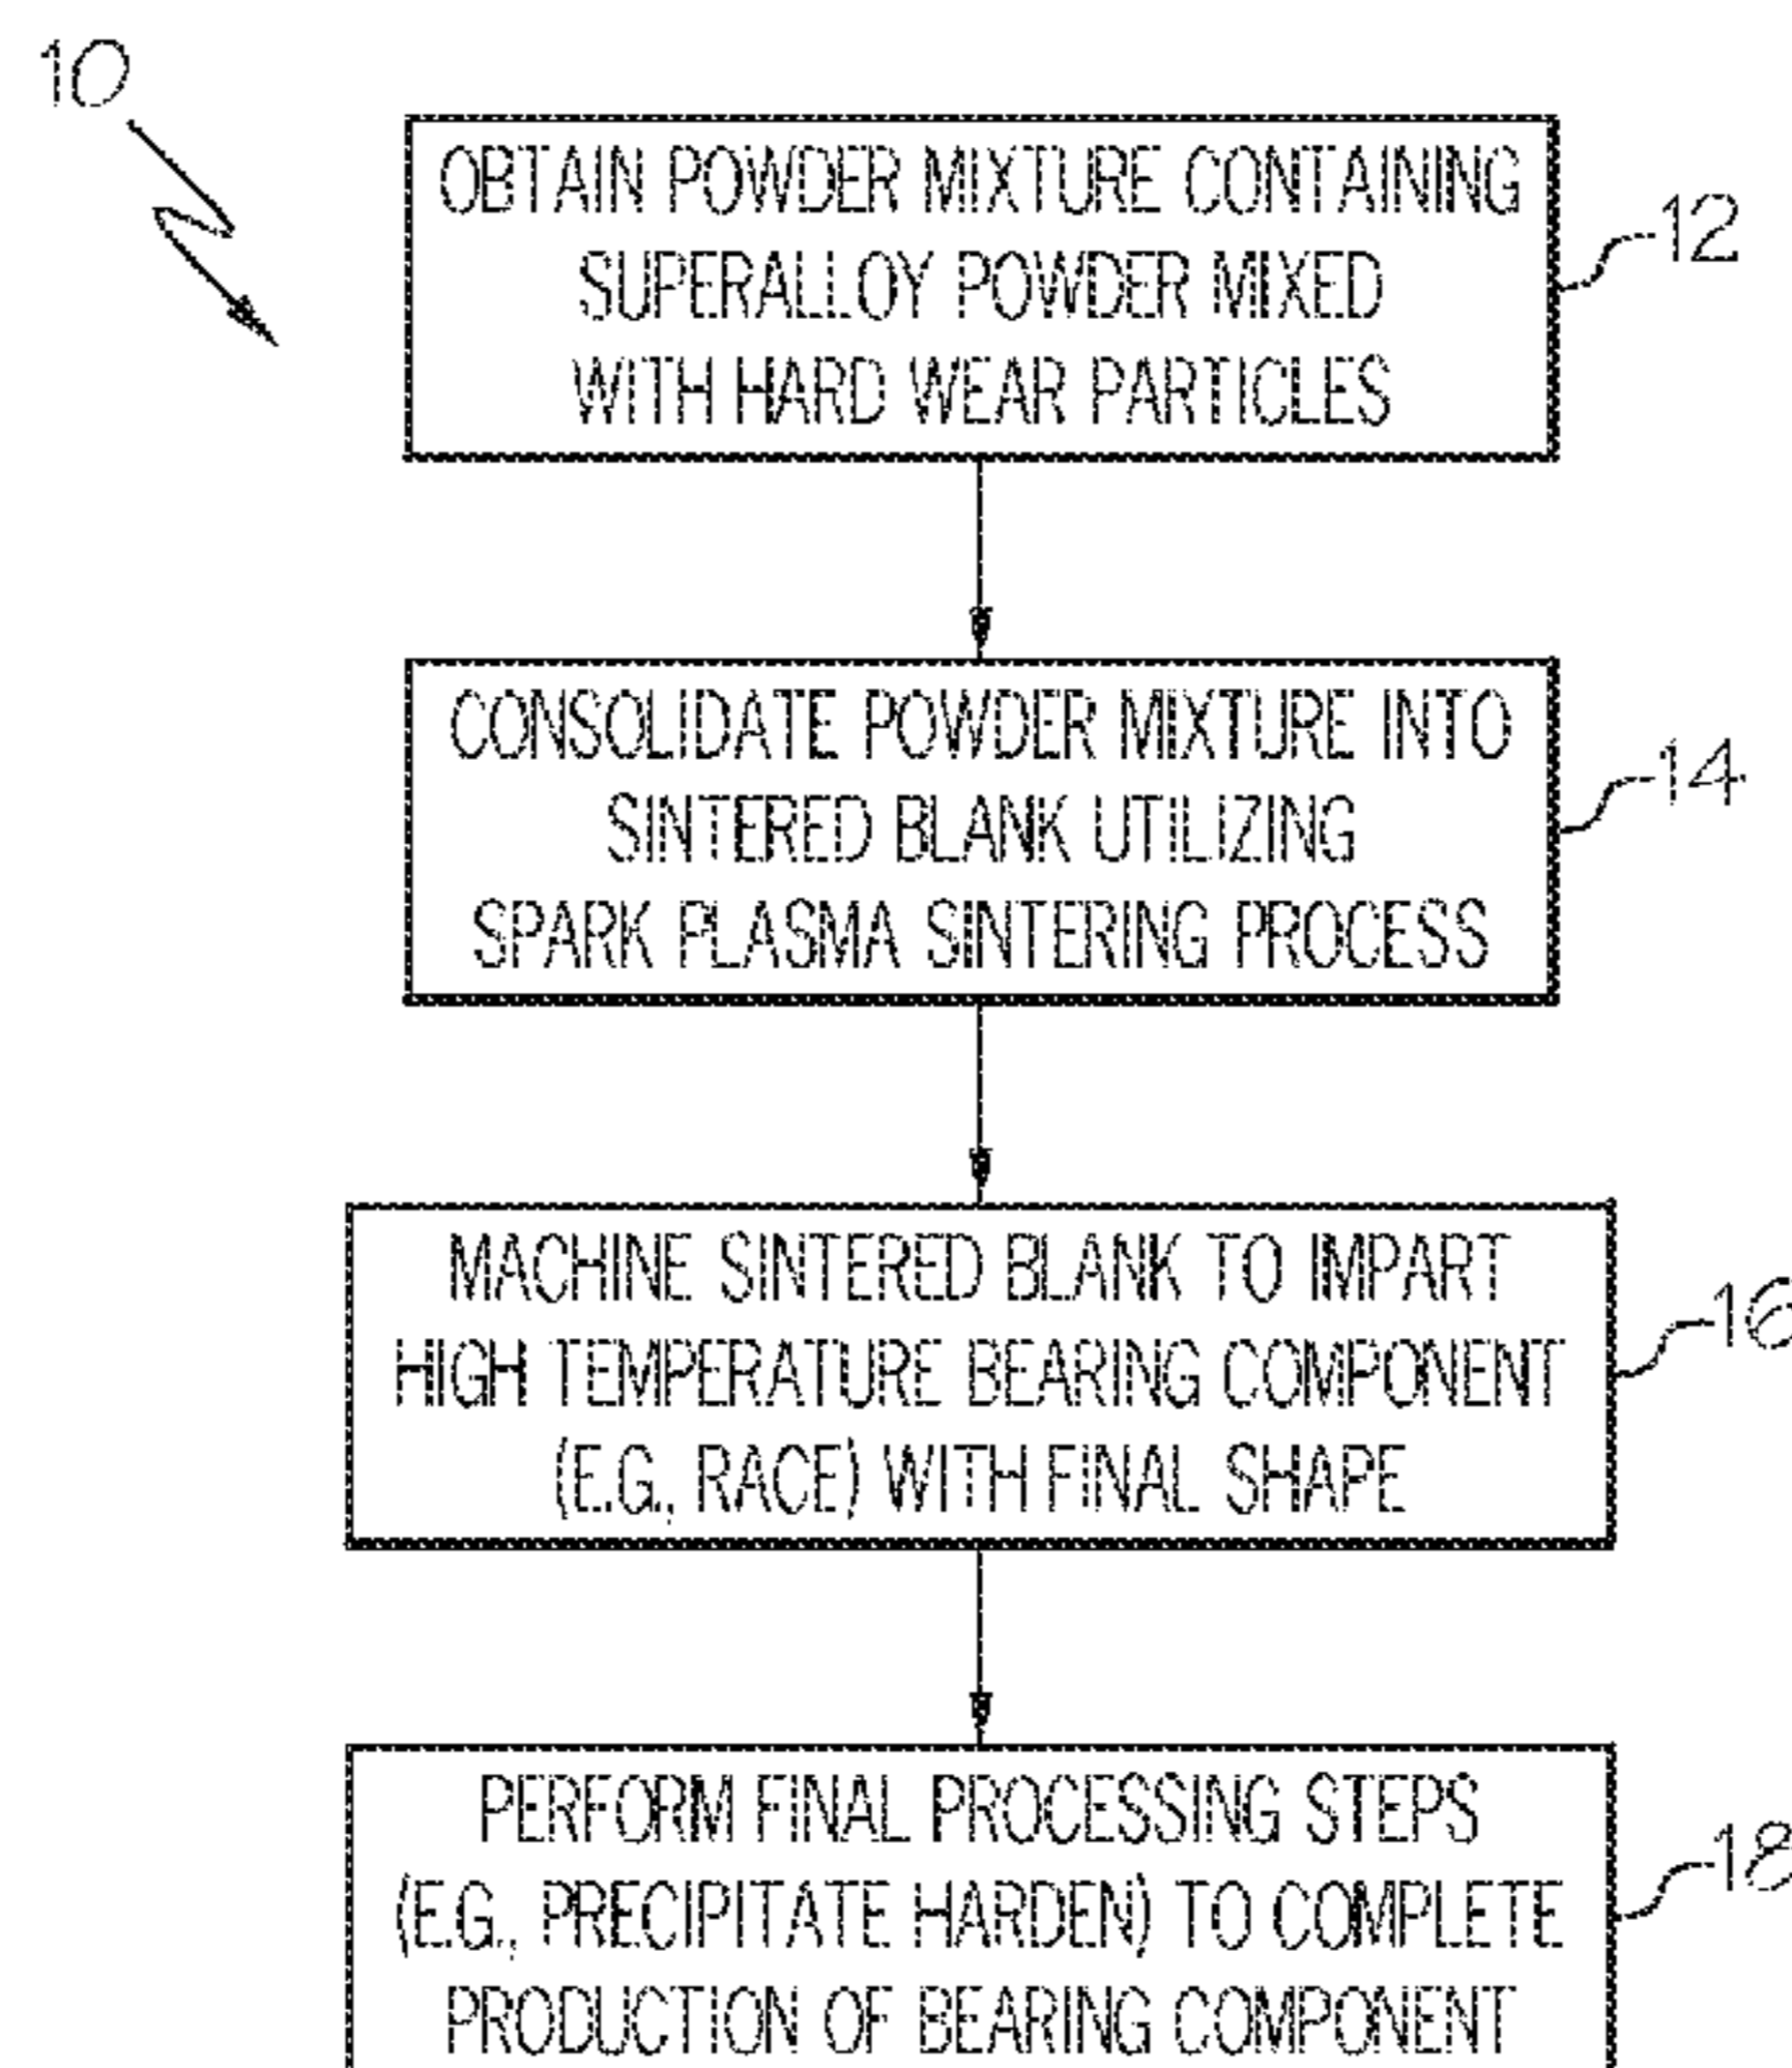 10
OBTAIN POWDER MIXTURE CONTAINING
SUPERALLOY POWDER MIXED
WITH HARD WEAR PARTICLES
12
CONSOLIDATE POWDER MIXTURE INTO
SINTERED BLANK UTILIZING
SPARK PLASMA SINTERING PROCESS
14
MACHINE SINTERED BLANK TO IMPART
HIGH TEMPERATURE BEARING COMPONENT
(E.G., RACE) WITH FINAL SHAPE
16
PERFORM FINAL PROCESSING STEPS
(E.G., PRECIPITATE HARDEN) TO COMPLETE
PRODUCTION OF BEARING COMPONENT
18